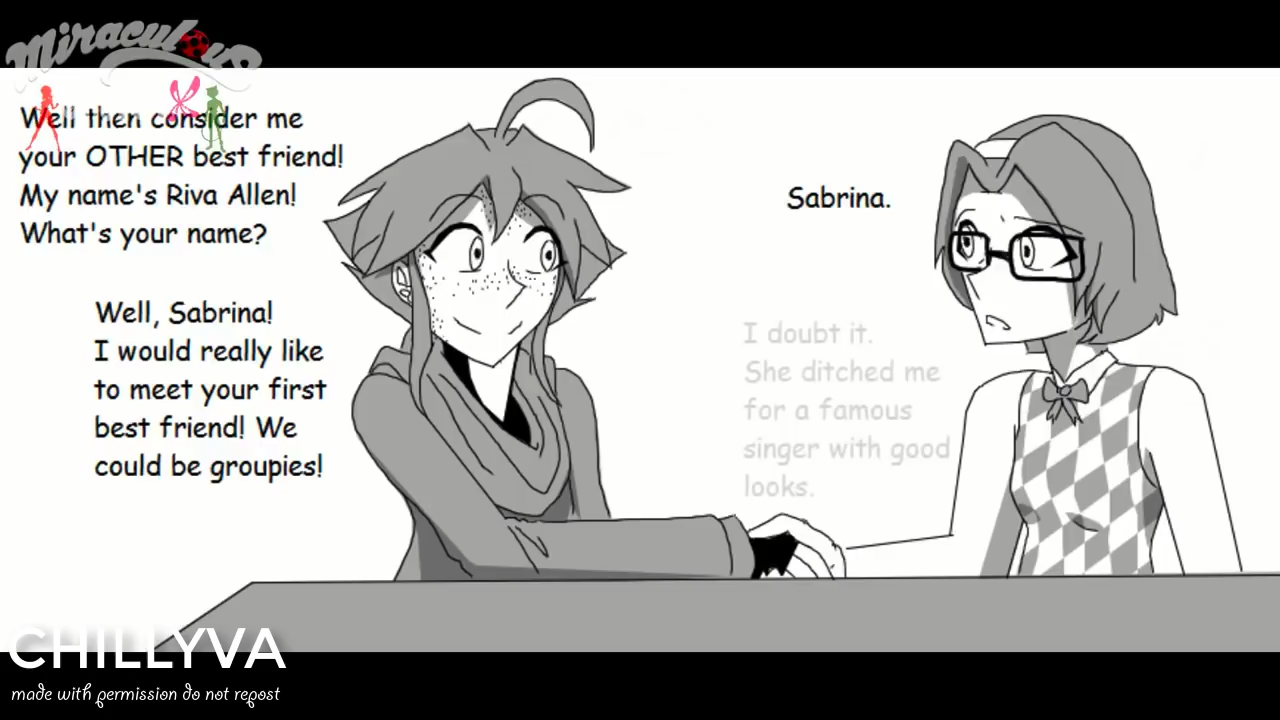 Miraculous
Well then consider me
your OTHER best friend!
My name's Riva Allen!
What's your name?
Sabrina.
Well, Sabrina!
I would really like
to meet your first
best friend! We
could be groupies!
I doubt it.
She ditched me
for a famous
singer with good
looks.
CHILLYVA
made with permission do not repost